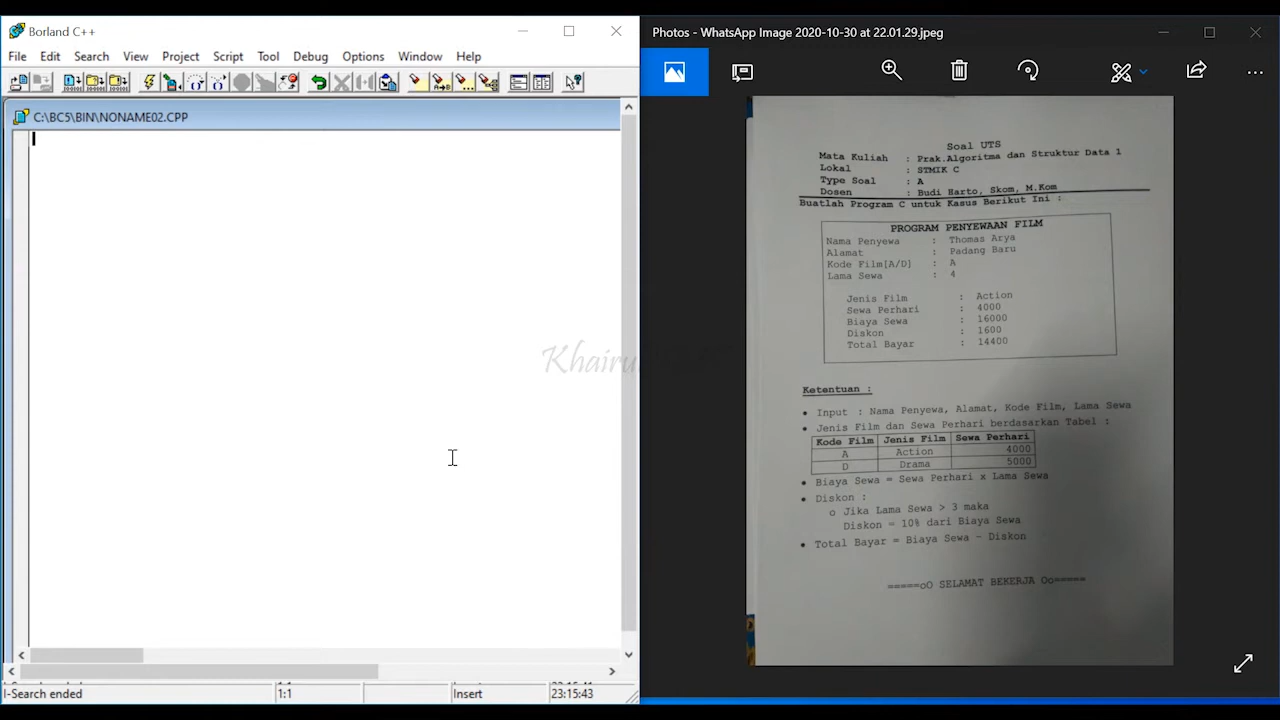 Borland C++
File Edit Search View Project Script Tool Debug Options Window Help
C:\BC5\BIN\NONAME02.CPP
I-Search ended
1:1
Insert
23:15:43
Photos - WhatsApp Image 2020-10-30 at 22.01.29.jpeg
Soal UTS
Mata Kuliah : Prak.Algoritma dan Struktur Data 1
Lokal : STMIK C
Type Soal : A
Dosen : Budi Harto, Skom, M.Kom
Buatlah Program C untuk Kasus Berikut Ini :
PROGRAM PENYEWAAN FILM
Nama Penyewa : Thomas Arya
Alamat : Padang Baru
Kode Film[A/D] : A
Lama Sewa : 4
Jenis Film : Action
Sewa Perhari : 4000
Biaya Sewa : 16000
Diskon : 1600
Total Bayar : 14400
Ketentuan :
• Input : Nama Penyewa, Alamat, Kode Film, Lama Sewa
• Jenis Film dan Sewa Perhari berdasarkan Tabel :
Kode Film Jenis Film Sewa Perhari
A Action 4000
D Drama 5000
• Biaya Sewa = Sewa Perhari x Lama Sewa
• Diskon :
o Jika Lama Sewa > 3 maka
Diskon = 10% dari Biaya Sewa
• Total Bayar = Biaya Sewa - Diskon
=====oO SELAMAT BEKERJA Oo=====